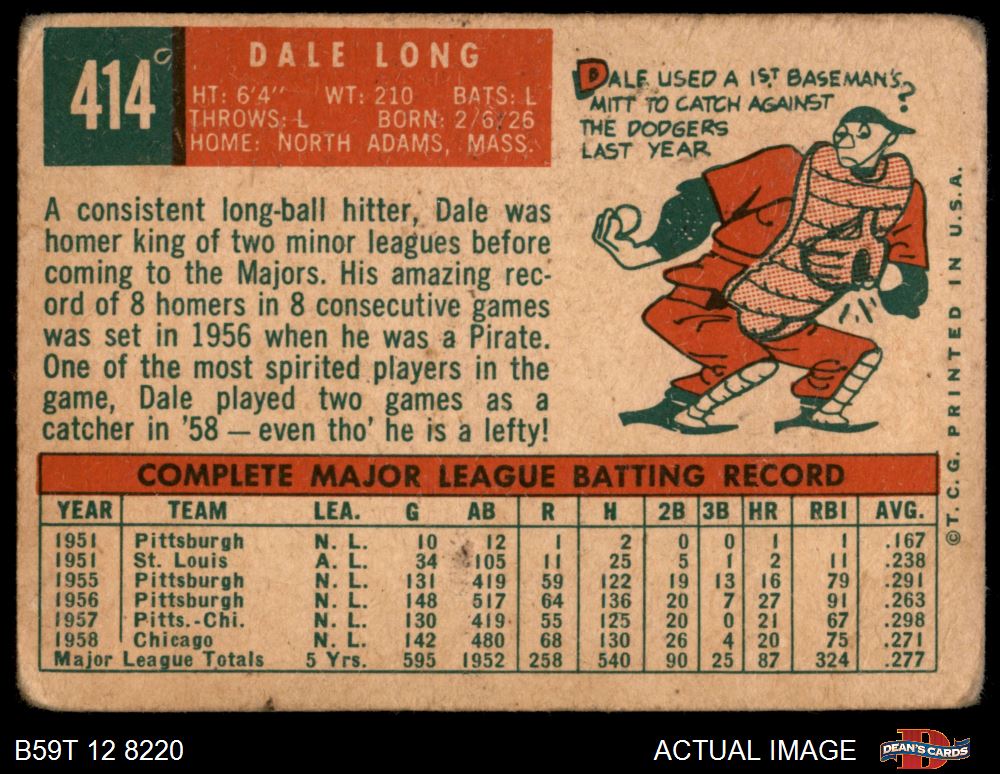 414
DALE LONG
HT: 6'4" WT: 210 BATS: L
THROWS: L BORN: 2/6/26
HOME: NORTH ADAMS, MASS.
DALE USED A 1ST BASEMAN'S
MITT TO CATCH AGAINST
THE DODGERS
LAST YEAR
?
A consistent long-ball hitter, Dale was
homer king of two minor leagues before
coming to the Majors. His amazing rec-
ord of 8 homers in 8 consecutive games
was set in 1956 when he was a Pirate.
One of the most spirited players in the
game, Dale played two games as a
catcher in '58 — even tho' he is a lefty!
COMPLETE MAJOR LEAGUE BATTING RECORD
YEAR TEAM LEA. G AB R H 2B 3B HR RBI AVG.
1951 Pittsburgh N. L. 10 12 1 2 0 0 1 1 .167
1951 St. Louis A. L. 34 105 11 25 5 1 2 11 .238
1955 Pittsburgh N. L. 131 419 59 122 19 13 16 79 .291
1956 Pittsburgh N. L. 148 517 64 136 20 7 27 91 .263
1957 Pitts.-Chi. N. L. 130 419 55 125 20 0 21 67 .298
1958 Chicago N. L. 142 480 68 130 26 4 20 75 .271
Major League Totals 5 Yrs. 595 1952 258 540 90 25 87 324 .277
© T. C. G. PRINTED IN U.S.A.
B59T 12 8220
ACTUAL IMAGE
DEAN'S CARDS